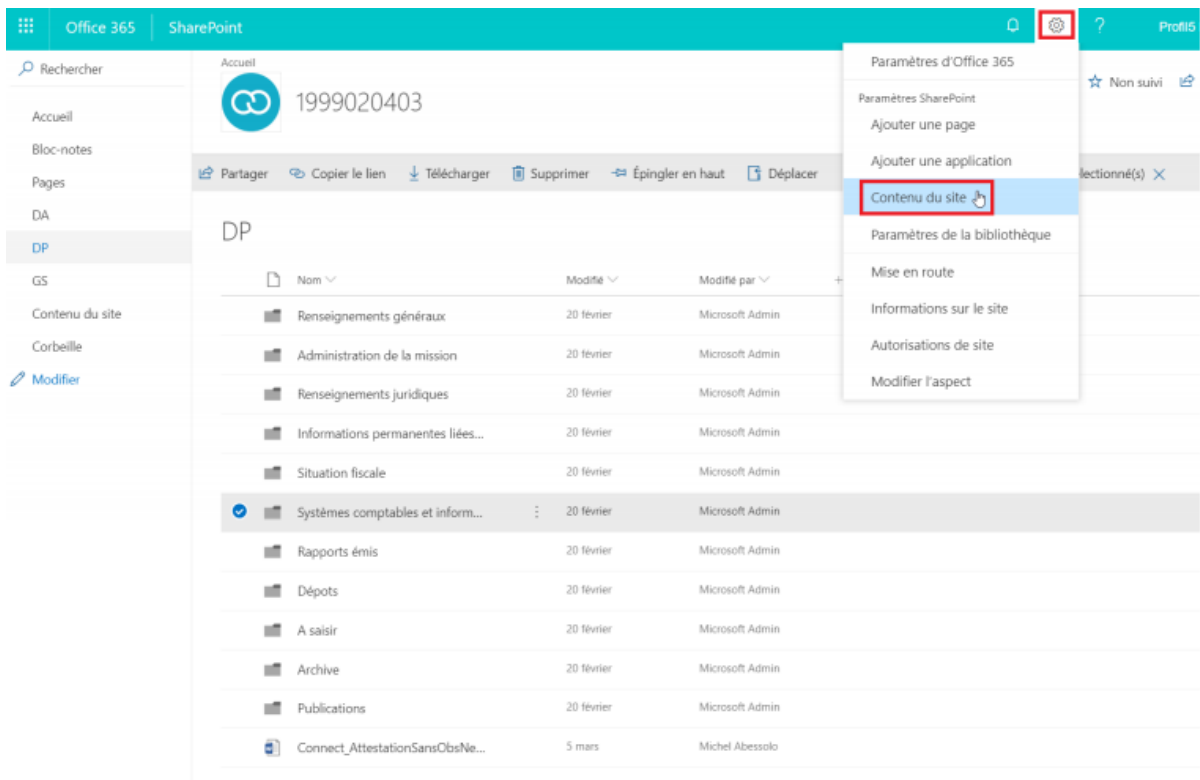 Office 365 SharePoint ? Profil5
Rechercher
Accueil
Bloc-notes
Pages
DA
DP
GS
Contenu du site
Corbeille
Modifier
Accueil
1999020403
Non suivi
Partager Copier le lien Télécharger Supprimer Épingler en haut Déplacer lectionné(s)
Paramètres d'Office 365
Paramètres SharePoint
Ajouter une page
Ajouter une application
Contenu du site
Paramètres de la bibliothèque
Mise en route
Informations sur le site
Autorisations de site
Modifier l'aspect
DP
Nom Modifié Modifié par +
Renseignements généraux 20 février Microsoft Admin
Administration de la mission 20 février Microsoft Admin
Renseignements juridiques 20 février Microsoft Admin
Informations permanentes liées... 20 février Microsoft Admin
Situation fiscale 20 février Microsoft Admin
Systèmes comptables et inform... 20 février Microsoft Admin
Rapports émis 20 février Microsoft Admin
Dépots 20 février Microsoft Admin
A saisir 20 février Microsoft Admin
Archive 20 février Microsoft Admin
Publications 20 février Microsoft Admin
Connect_AttestationSansObsNe... 5 mars Michel Abessolo